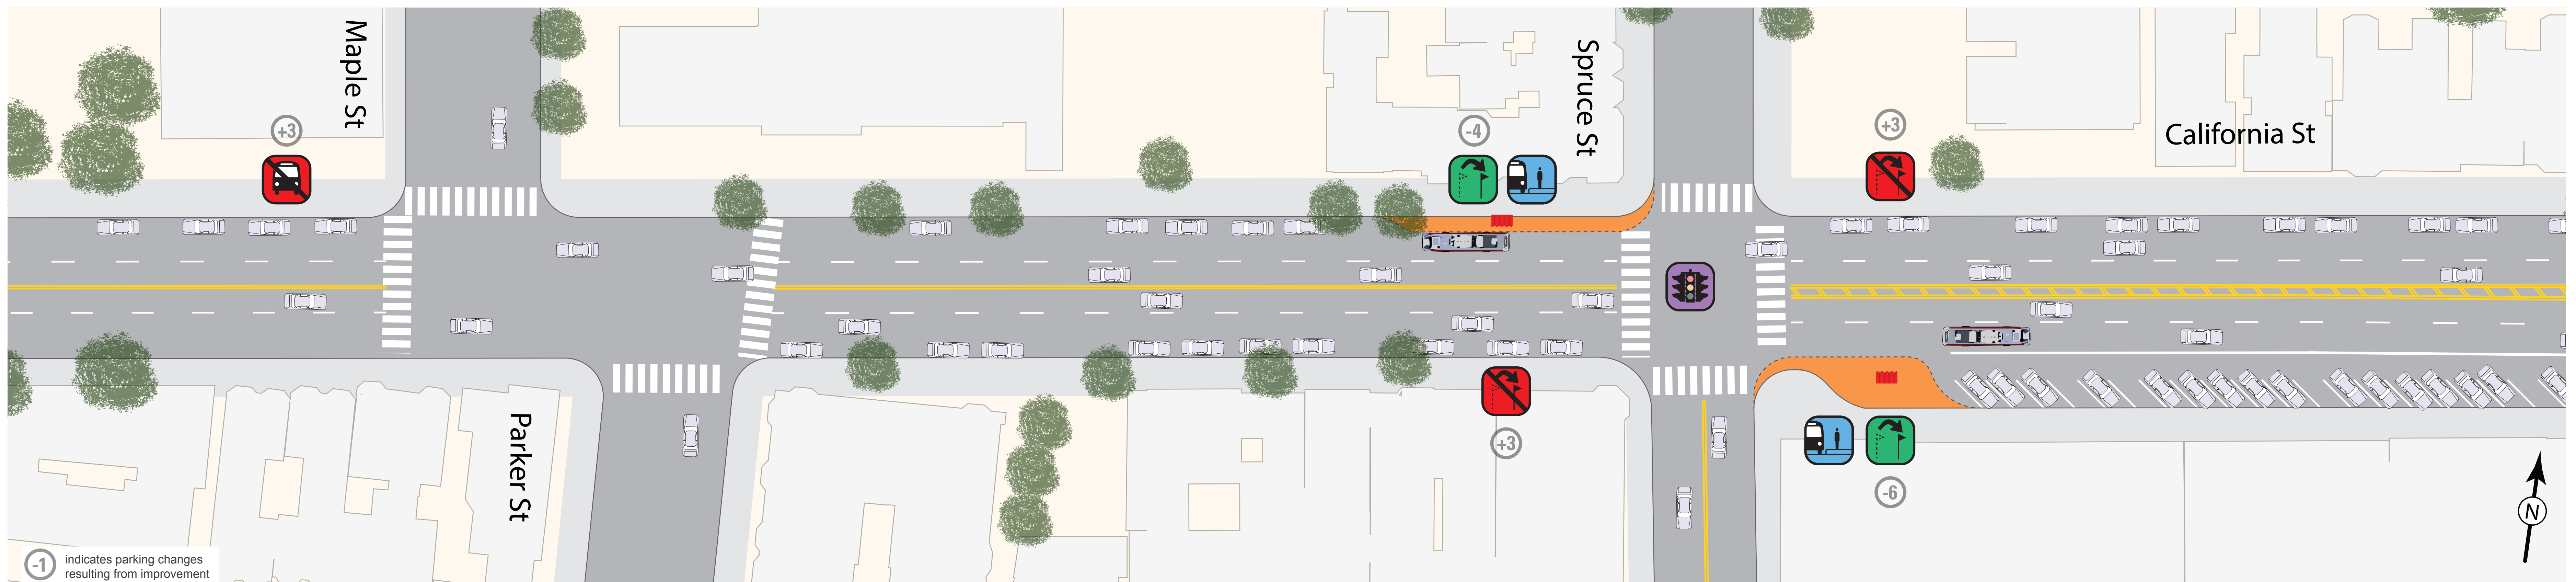 Maple St
Spruce St
California St
Parker St
+3
-4
+3
+3
-6
N
-1
indicates parking changes
resulting from improvement